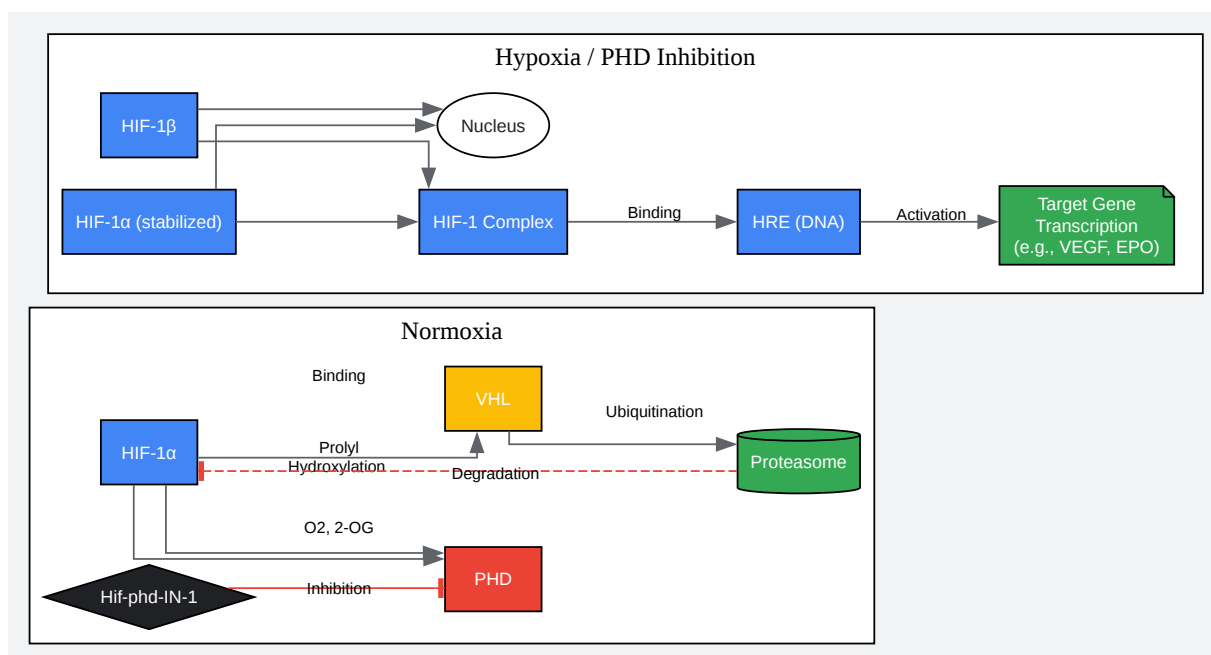 Hypoxia / PHD Inhibition
HIF-1β
Nucleus
HIF-1α (stabilized)
HIF-1 Complex
Binding
HRE (DNA)
Activation
Target Gene
Transcription
(e.g., VEGF, EPO)
Normoxia
Binding
VHL
Ubiquitination
HIF-1α
Prolyl
Hydroxylation
Degradation
Proteasome
O2, 2-OG
PHD
Hif-phd-IN-1
Inhibition